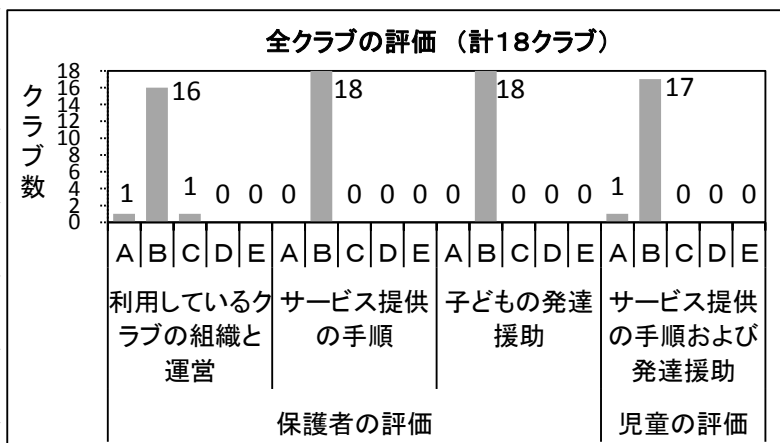 全クラブの評価 (計18クラブ)
クラブ数
18
16
14
12
10
8
6
4
2
0
1 16 1 0 0 0 18 0 0 0 0 18 0 0 0 1 17 0 0 0
A B C D E A B C D E A B C D E A B C D E
利用しているクラブの組織と運営
サービス提供の手順
子どもの発達援助
サービス提供の手順および発達援助
保護者の評価
児童の評価